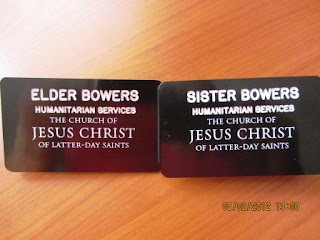 ELDER BOWERS
HUMANITARIAN SERVICES
THE CHURCH OF
JESUS CHRIST
OF LATTER-DAY SAINTS
SISTER BOWERS
HUMANITARIAN SERVICES
THE CHURCH OF
JESUS CHRIST
OF LATTER-DAY SAINTS